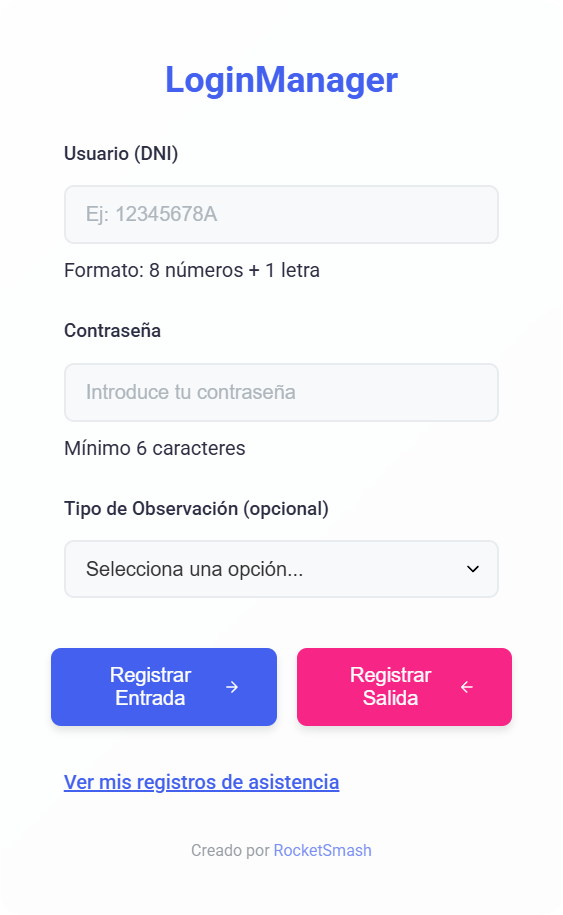 LoginManager
Usuario (DNI)
Ej: 12345678A
Formato: 8 números + 1 letra
Contraseña
Introduce tu contraseña
Mínimo 6 caracteres
Tipo de Observación (opcional)
Selecciona una opción...
Registrar
Entrada
Registrar
Salida
Ver mis registros de asistencia
Creado por RocketSmash